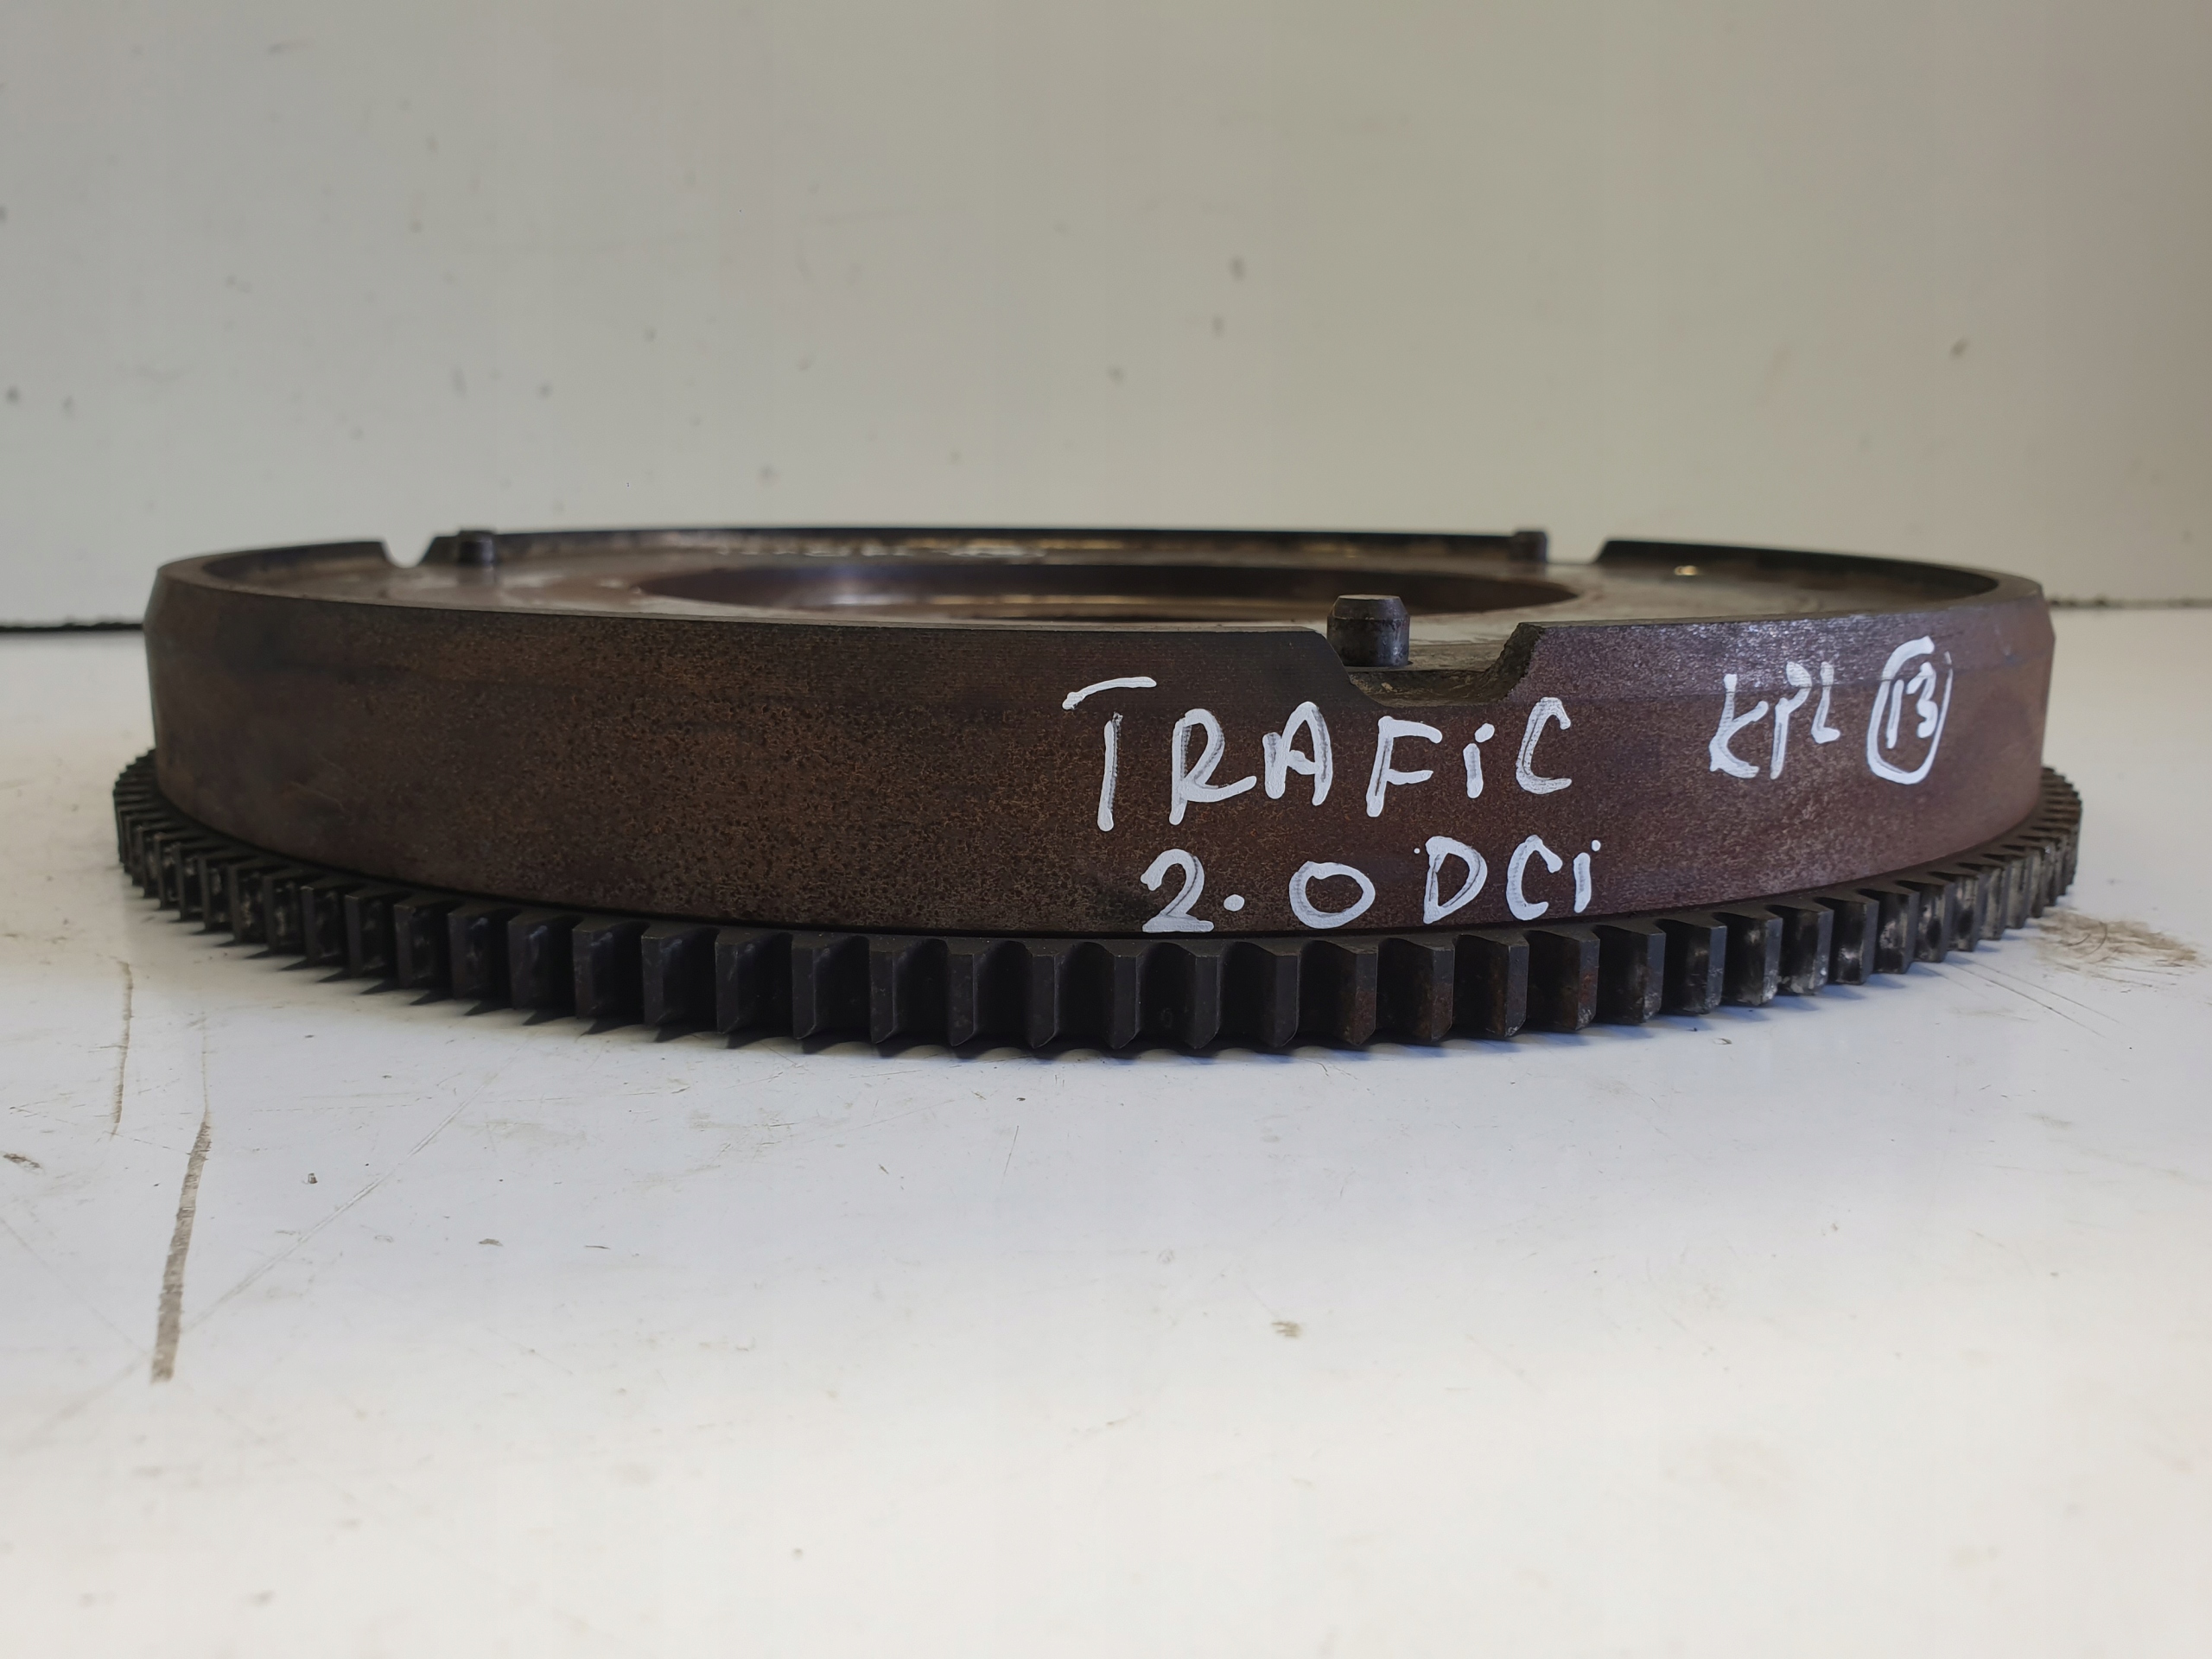 TRAFiC KPL 13
2.0 DCi